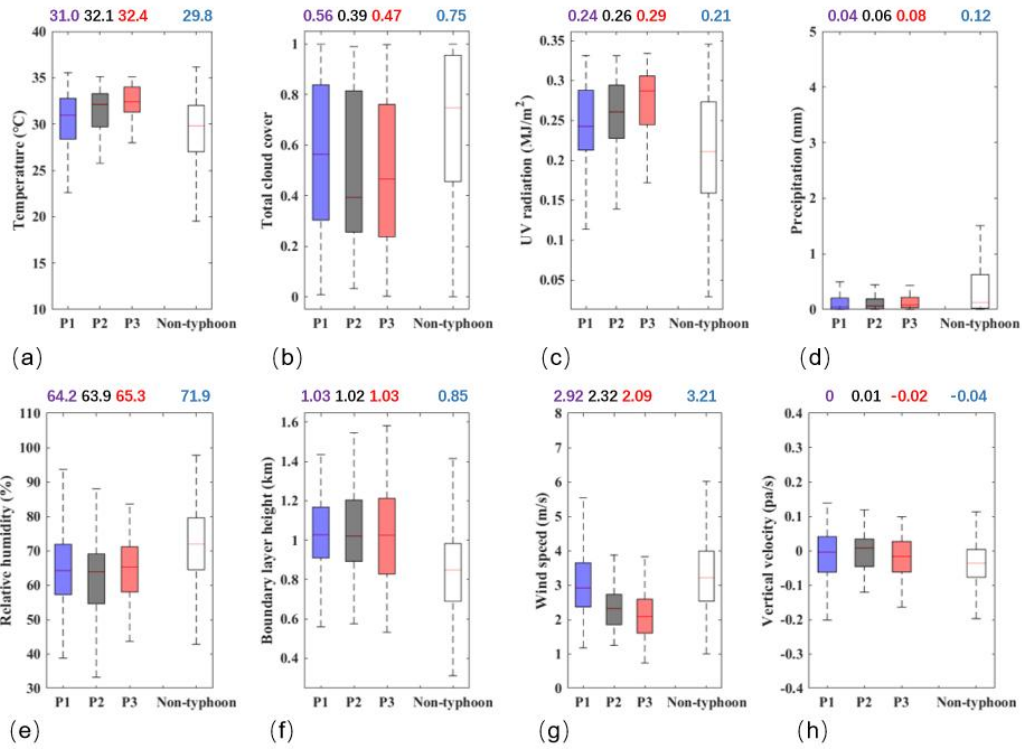 31.0 32.1 32.4 29.8
40
35
30
25
20
15
10
Temperature (°C)
P1 P2 P3 Non-typhoon
(a)
0.56 0.39 0.47 0.75
1
0.8
0.6
0.4
0.2
0
Total cloud cover
P1 P2 P3 Non-typhoon
(b)
0.24 0.26 0.29 0.21
0.35
0.3
0.25
0.2
0.15
0.1
0.05
UV radiation (MJ/m²)
P1 P2 P3 Non-typhoon
(c)
0.04 0.06 0.08 0.12
5
4
3
2
1
0
Precipitation (mm)
P1 P2 P3 Non-typhoon
(d)
64.2 63.9 65.3 71.9
110
100
90
80
70
60
50
40
30
Relative humidity (%)
P1 P2 P3 Non-typhoon
(e)
1.03 1.02 1.03 0.85
1.6
1.4
1.2
1
0.8
0.6
0.4
Boundary layer height (km)
P1 P2 P3 Non-typhoon
(f)
2.92 2.32 2.09 3.21
8
7
6
5
4
3
2
1
0
Wind speed (m/s)
P1 P2 P3 Non-typhoon
(g)
0 0.01 -0.02 -0.04
0.4
0.3
0.2
0.1
0
-0.1
-0.2
-0.3
-0.4
Vertical velocity (pa/s)
P1 P2 P3 Non-typhoon
(h)